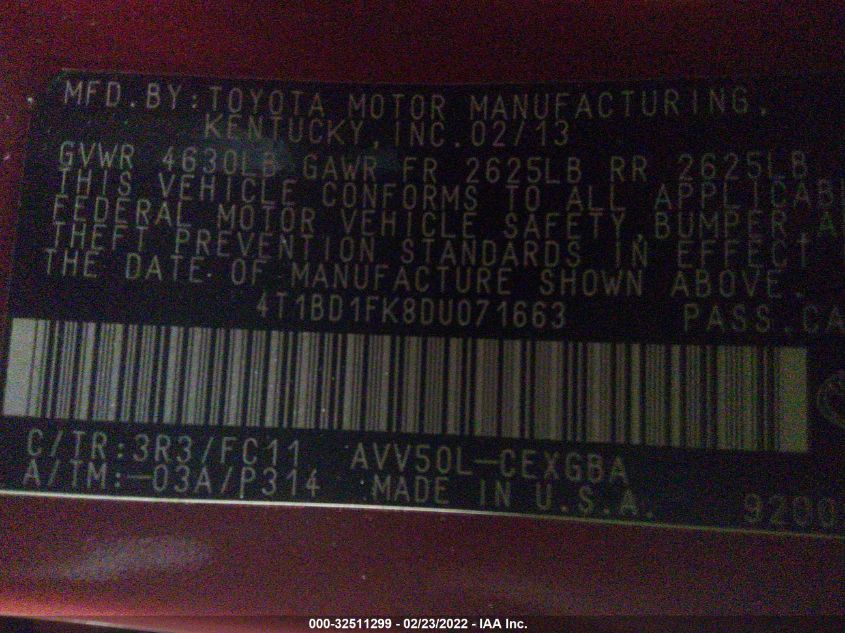 MFD.BY:TOYOTA MOTOR MANUFACTURING,
KENTUCKY,INC.02/13
GVWR 4630LB GAWR FR 2625LB RR 2625LB
THIS VEHICLE CONFORMS TO ALL APPLICABL
FEDERAL MOTOR VEHICLE SAFETY,BUMPER,A
THEFT PREVENTION STANDARDS IN EFFECT
THE DATE OF MANUFACTURE SHOWN ABOVE.
4T1BD1FK8DU071663 PASS.CA
C/TR:3R3/FC11 AVV50L-CEXGBA
A/TM:-03A/P314 MADE IN U.S.A. 9200
000-32511299 - 02/23/2022 - IAA Inc.